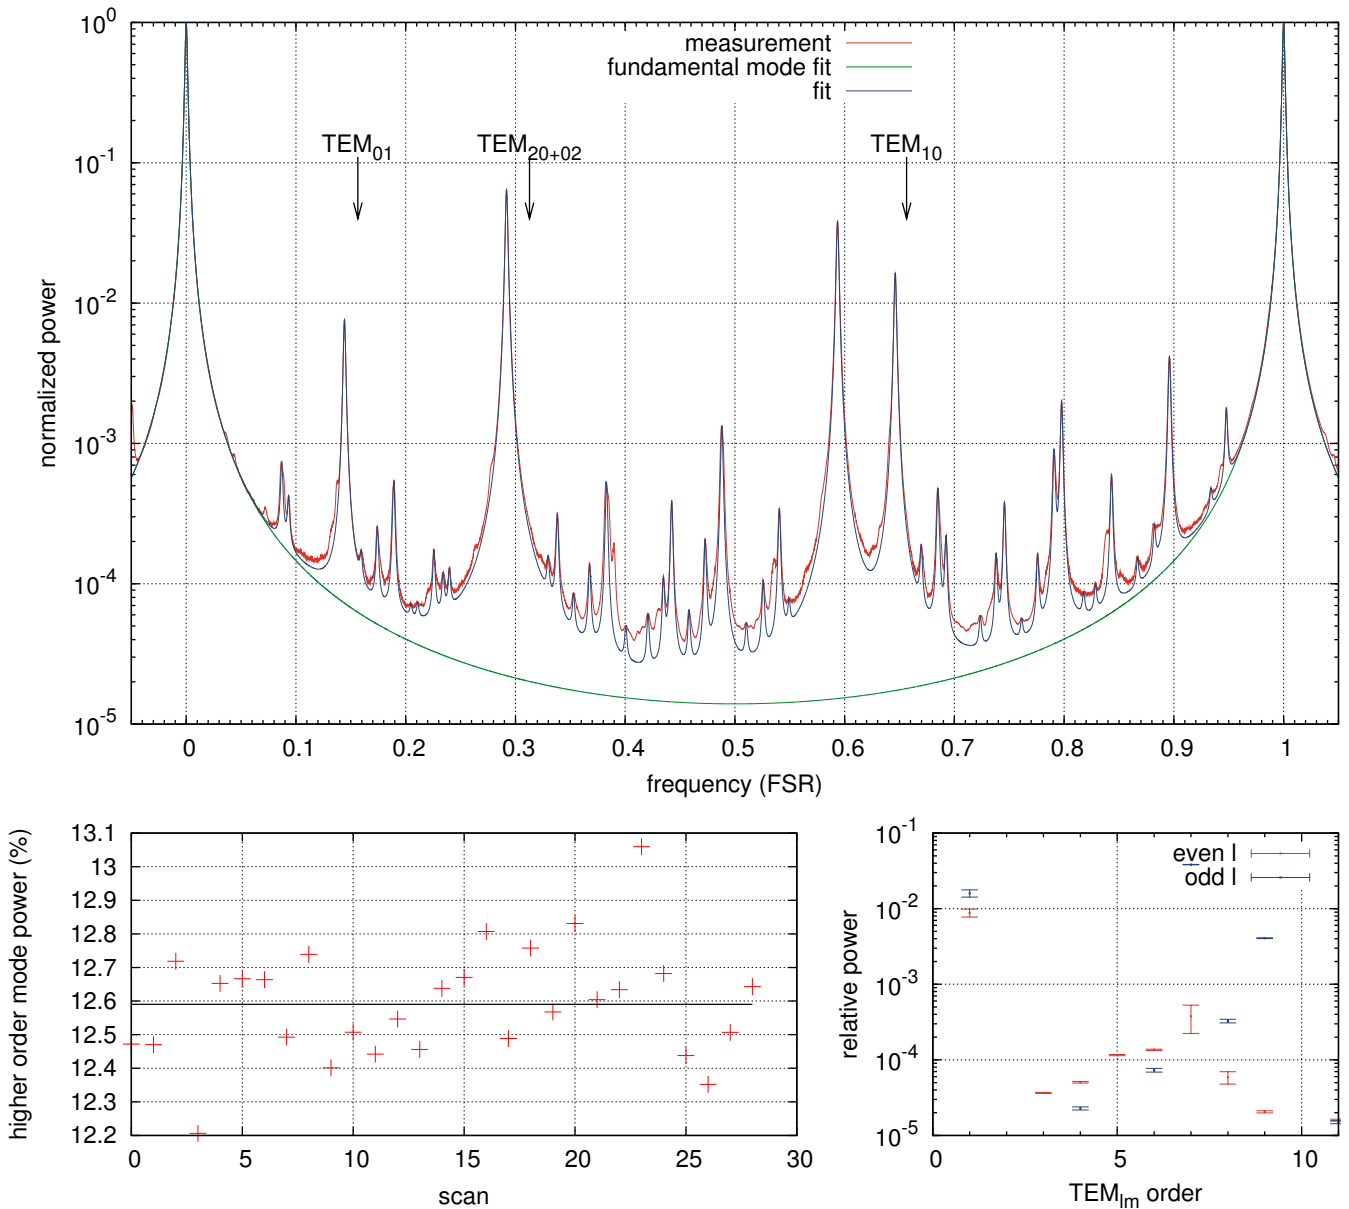 measurement
fundamental mode fit
fit
TEM01
TEM20+02
TEM10
normalized power
10^0
10^-1
10^-2
10^-3
10^-4
10^-5
0 0.1 0.2 0.3 0.4 0.5 0.6 0.7 0.8 0.9 1
frequency (FSR)
higher order mode power (%)
13.1
13
12.9
12.8
12.7
12.6
12.5
12.4
12.3
12.2
0 5 10 15 20 25 30
scan
relative power
10^-1
10^-2
10^-3
10^-4
10^-5
even l
odd l
0 5 10
TEMlm order